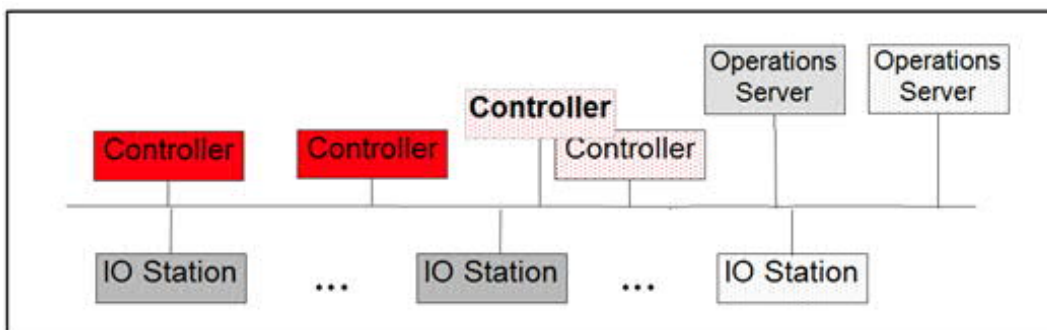 Operations
Server
Operations
Server
Controller
Controller
Controller
Controller
IO Station
...
IO Station
...
IO Station